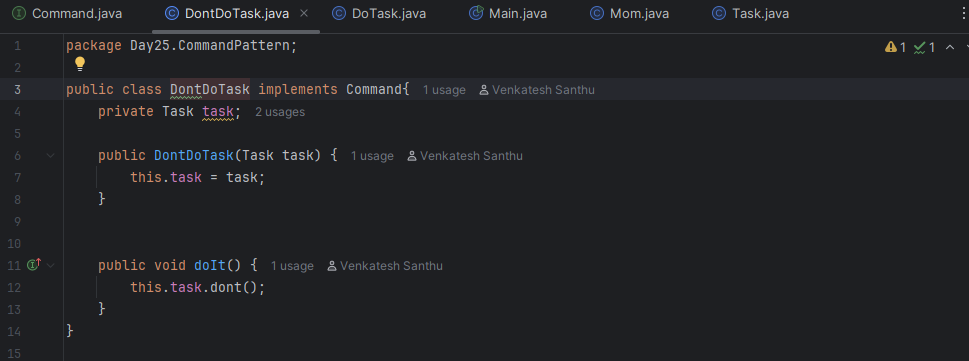 Command.java DontDoTask.java × DoTask.java Main.java Mom.java Task.java
1 package Day25.CommandPattern; 1 1
2
3 public class DontDoTask implements Command{ 1 usage Venkatesh Santhu
4 private Task task; 2 usages
5
6 public DontDoTask(Task task) { 1 usage Venkatesh Santhu
7 this.task = task;
8 }
9
10
11 public void doIt() { 1 usage Venkatesh Santhu
12 this.task.dont();
13 }
14 }
15